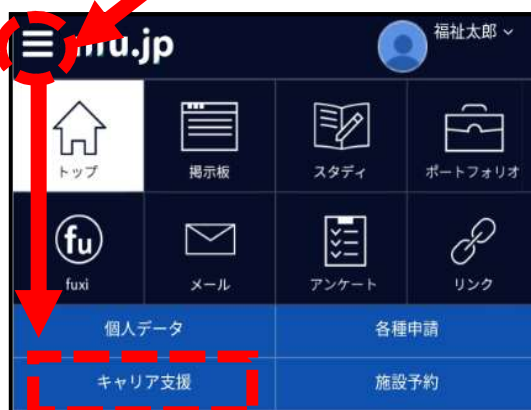 nfu.jp
福祉太郎
トップ
掲示板
スタディ
ポートフォリオ
fu
fuxi
メール
アンケート
リンク
個人データ
各種申請
キャリア支援
施設予約